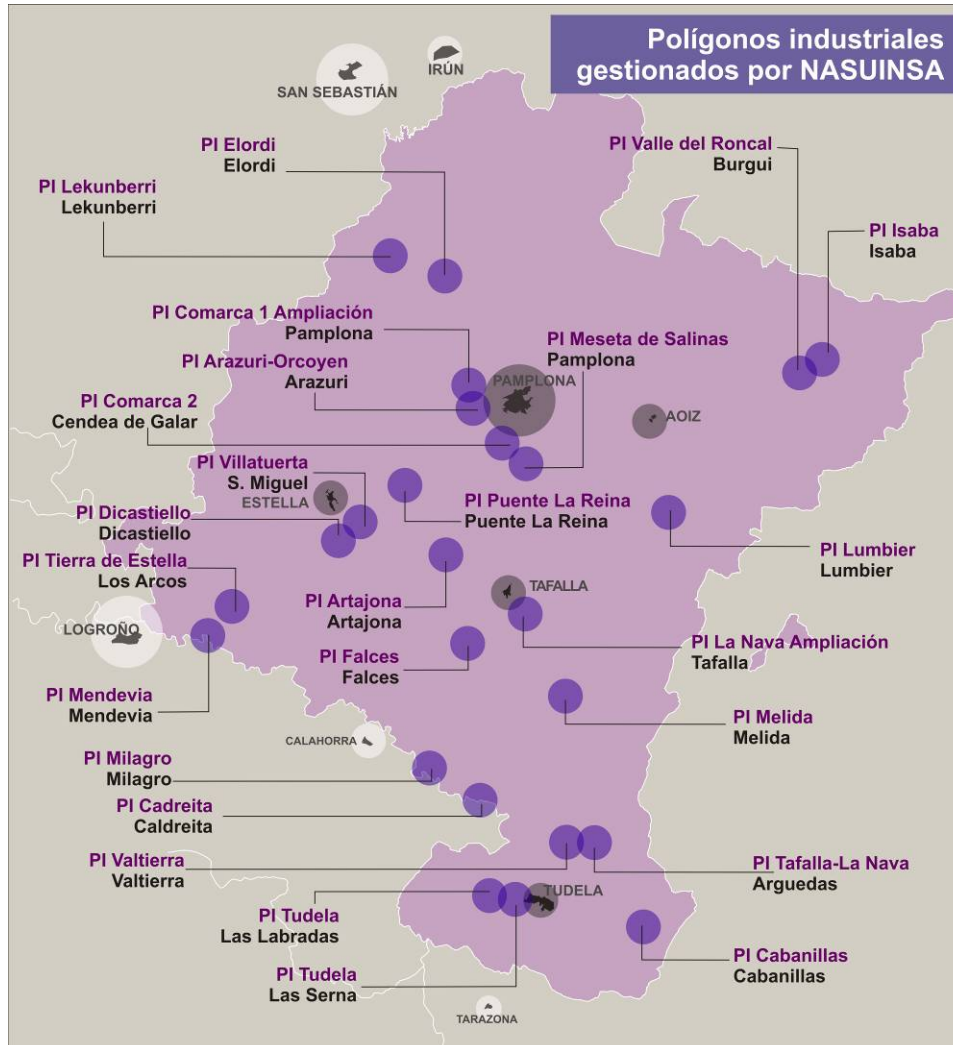 Polígonos industriales
gestionados por NASUINSA
IRÚN
SAN SEBASTIÁN
PI Elordi
Elordi
PI Valle del Roncal
Burgui
PI Lekunberri
Lekunberri
PI Isaba
Isaba
PI Comarca 1 Ampliación
Pamplona
PI Meseta de Salinas
Pamplona
PI Arazuri-Orcoyen
Arazuri
PAMPLONA
PI Comarca 2
Cendea de Galar
AOIZ
PI Villatuerta
S. Miguel
ESTELLA
PI Puente La Reina
Puente La Reina
PI Dicastiello
Dicastiello
PI Tierra de Estella
Los Arcos
PI Lumbier
Lumbier
TAFALLA
PI Artajona
Artajona
LOGROÑO
PI La Nava Ampliación
Tafalla
PI Falces
Falces
PI Mendevia
Mendevia
PI Melida
Melida
CALAHORRA
PI Milagro
Milagro
PI Cadreita
Caldreita
PI Valtierra
Valtierra
PI Tafalla-La Nava
Arguedas
TUDELA
PI Tudela
Las Labradas
PI Cabanillas
Cabanillas
PI Tudela
Las Serna
TARAZONA